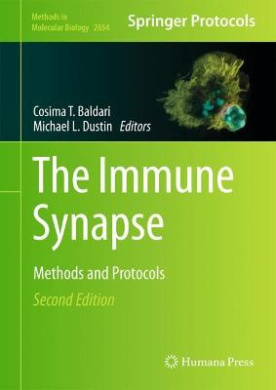 Methods in
Molecular Biology 2654
Springer Protocols
Cosima T. Baldari
Michael L. Dustin Editors
The Immune
Synapse
Methods and Protocols
Second Edition
Humana Press